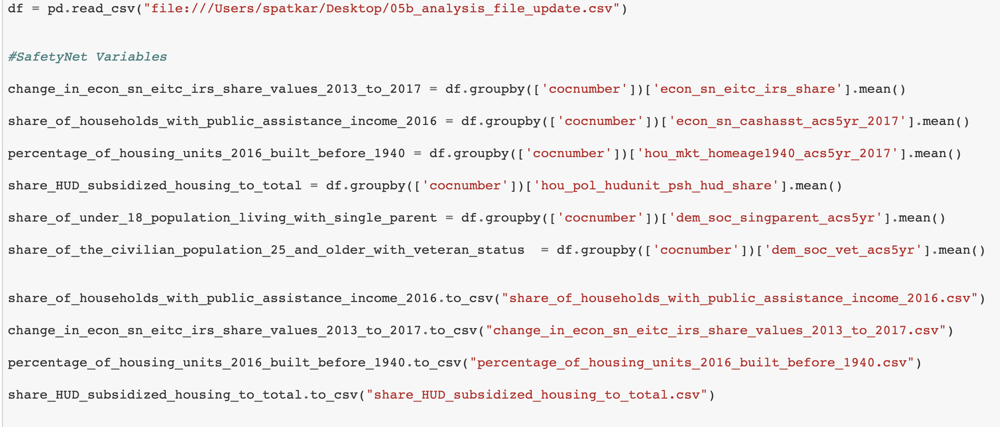 df = pd.read_csv("file:///Users/spatkar/Desktop/05b_analysis_file_update.csv")
#SafetyNet Variables
change_in_econ_sn_eitc_irs_share_values_2013_to_2017 = df.groupby(['cocnumber'])['econ_sn_eitc_irs_share'].mean()
share_of_households_with_public_assistance_income_2016 = df.groupby(['cocnumber'])['econ_sn_cashasst_acs5yr_2017'].mean()
percentage_of_housing_units_2016_built_before_1940 = df.groupby(['cocnumber'])['hou_mkt_homeage1940_acs5yr_2017'].mean()
share_HUD_subsidized_housing_to_total = df.groupby(['cocnumber'])['hou_pol_hudunit_psh_hud_share'].mean()
share_of_under_18_population_living_with_single_parent = df.groupby(['cocnumber'])['dem_soc_singparent_acs5yr'].mean()
share_of_the_civilian_population_25_and_older_with_veteran_status  = df.groupby(['cocnumber'])['dem_soc_vet_acs5yr'].mean()
share_of_households_with_public_assistance_income_2016.to_csv("share_of_households_with_public_assistance_income_2016.csv")
change_in_econ_sn_eitc_irs_share_values_2013_to_2017.to_csv("change_in_econ_sn_eitc_irs_share_values_2013_to_2017.csv")
percentage_of_housing_units_2016_built_before_1940.to_csv("percentage_of_housing_units_2016_built_before_1940.csv")
share_HUD_subsidized_housing_to_total.to_csv("share_HUD_subsidized_housing_to_total.csv")